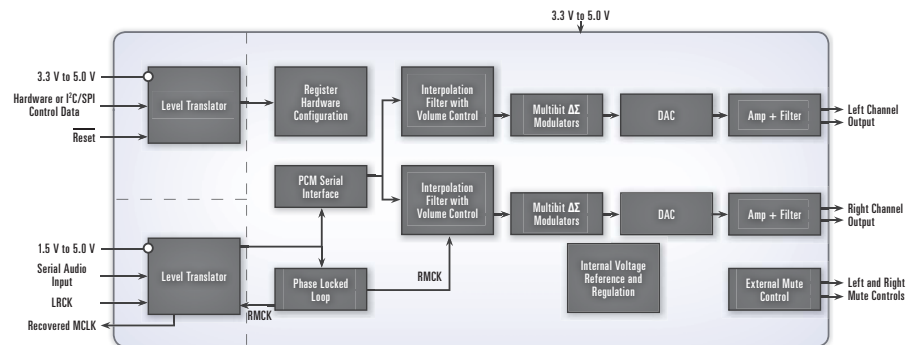 3.3 V to 5.0 V
3.3 V to 5.0 V
Hardware or I²C/SPI
Control Data
Reset
Level Translator
Register
Hardware
Configuration
Interpolation
Filter with
Volume Control
Multibit ΔΣ
Modulators
DAC
Amp + Filter
Left Channel
Output
PCM Serial
Interface
Interpolation
Filter with
Volume Control
Multibit ΔΣ
Modulators
DAC
Amp + Filter
Right Channel
Output
1.5 V to 5.0 V
Serial Audio
Input
LRCK
Recovered MCLK
Level Translator
RMCK
Phase Locked
Loop
RMCK
Internal Voltage
Reference and
Regulation
External Mute
Control
Left and Right
Mute Controls